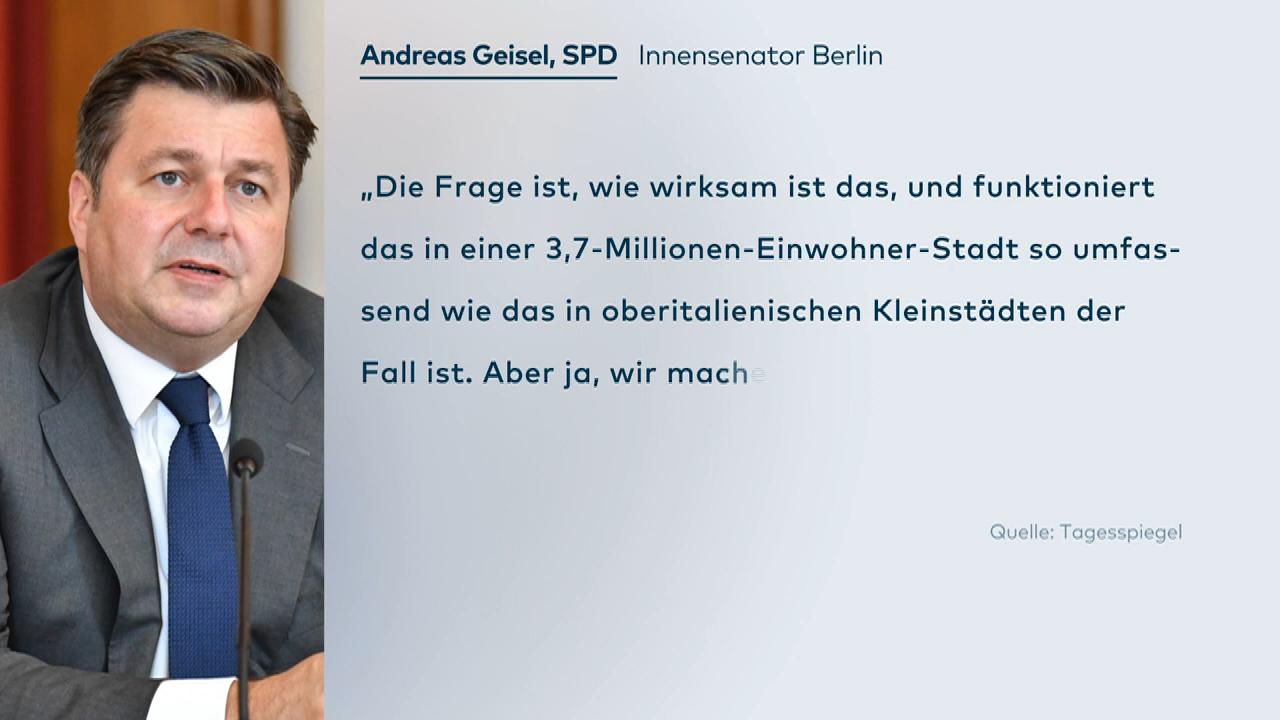 Andreas Geisel, SPD Innensenator Berlin
„Die Frage ist, wie wirksam ist das, und funktioniert
das in einer 3,7-Millionen-Einwohner-Stadt so umfas-
send wie das in oberitalienischen Kleinstädten der
Fall ist. Aber ja, wir mache
Quelle: Tagesspiegel